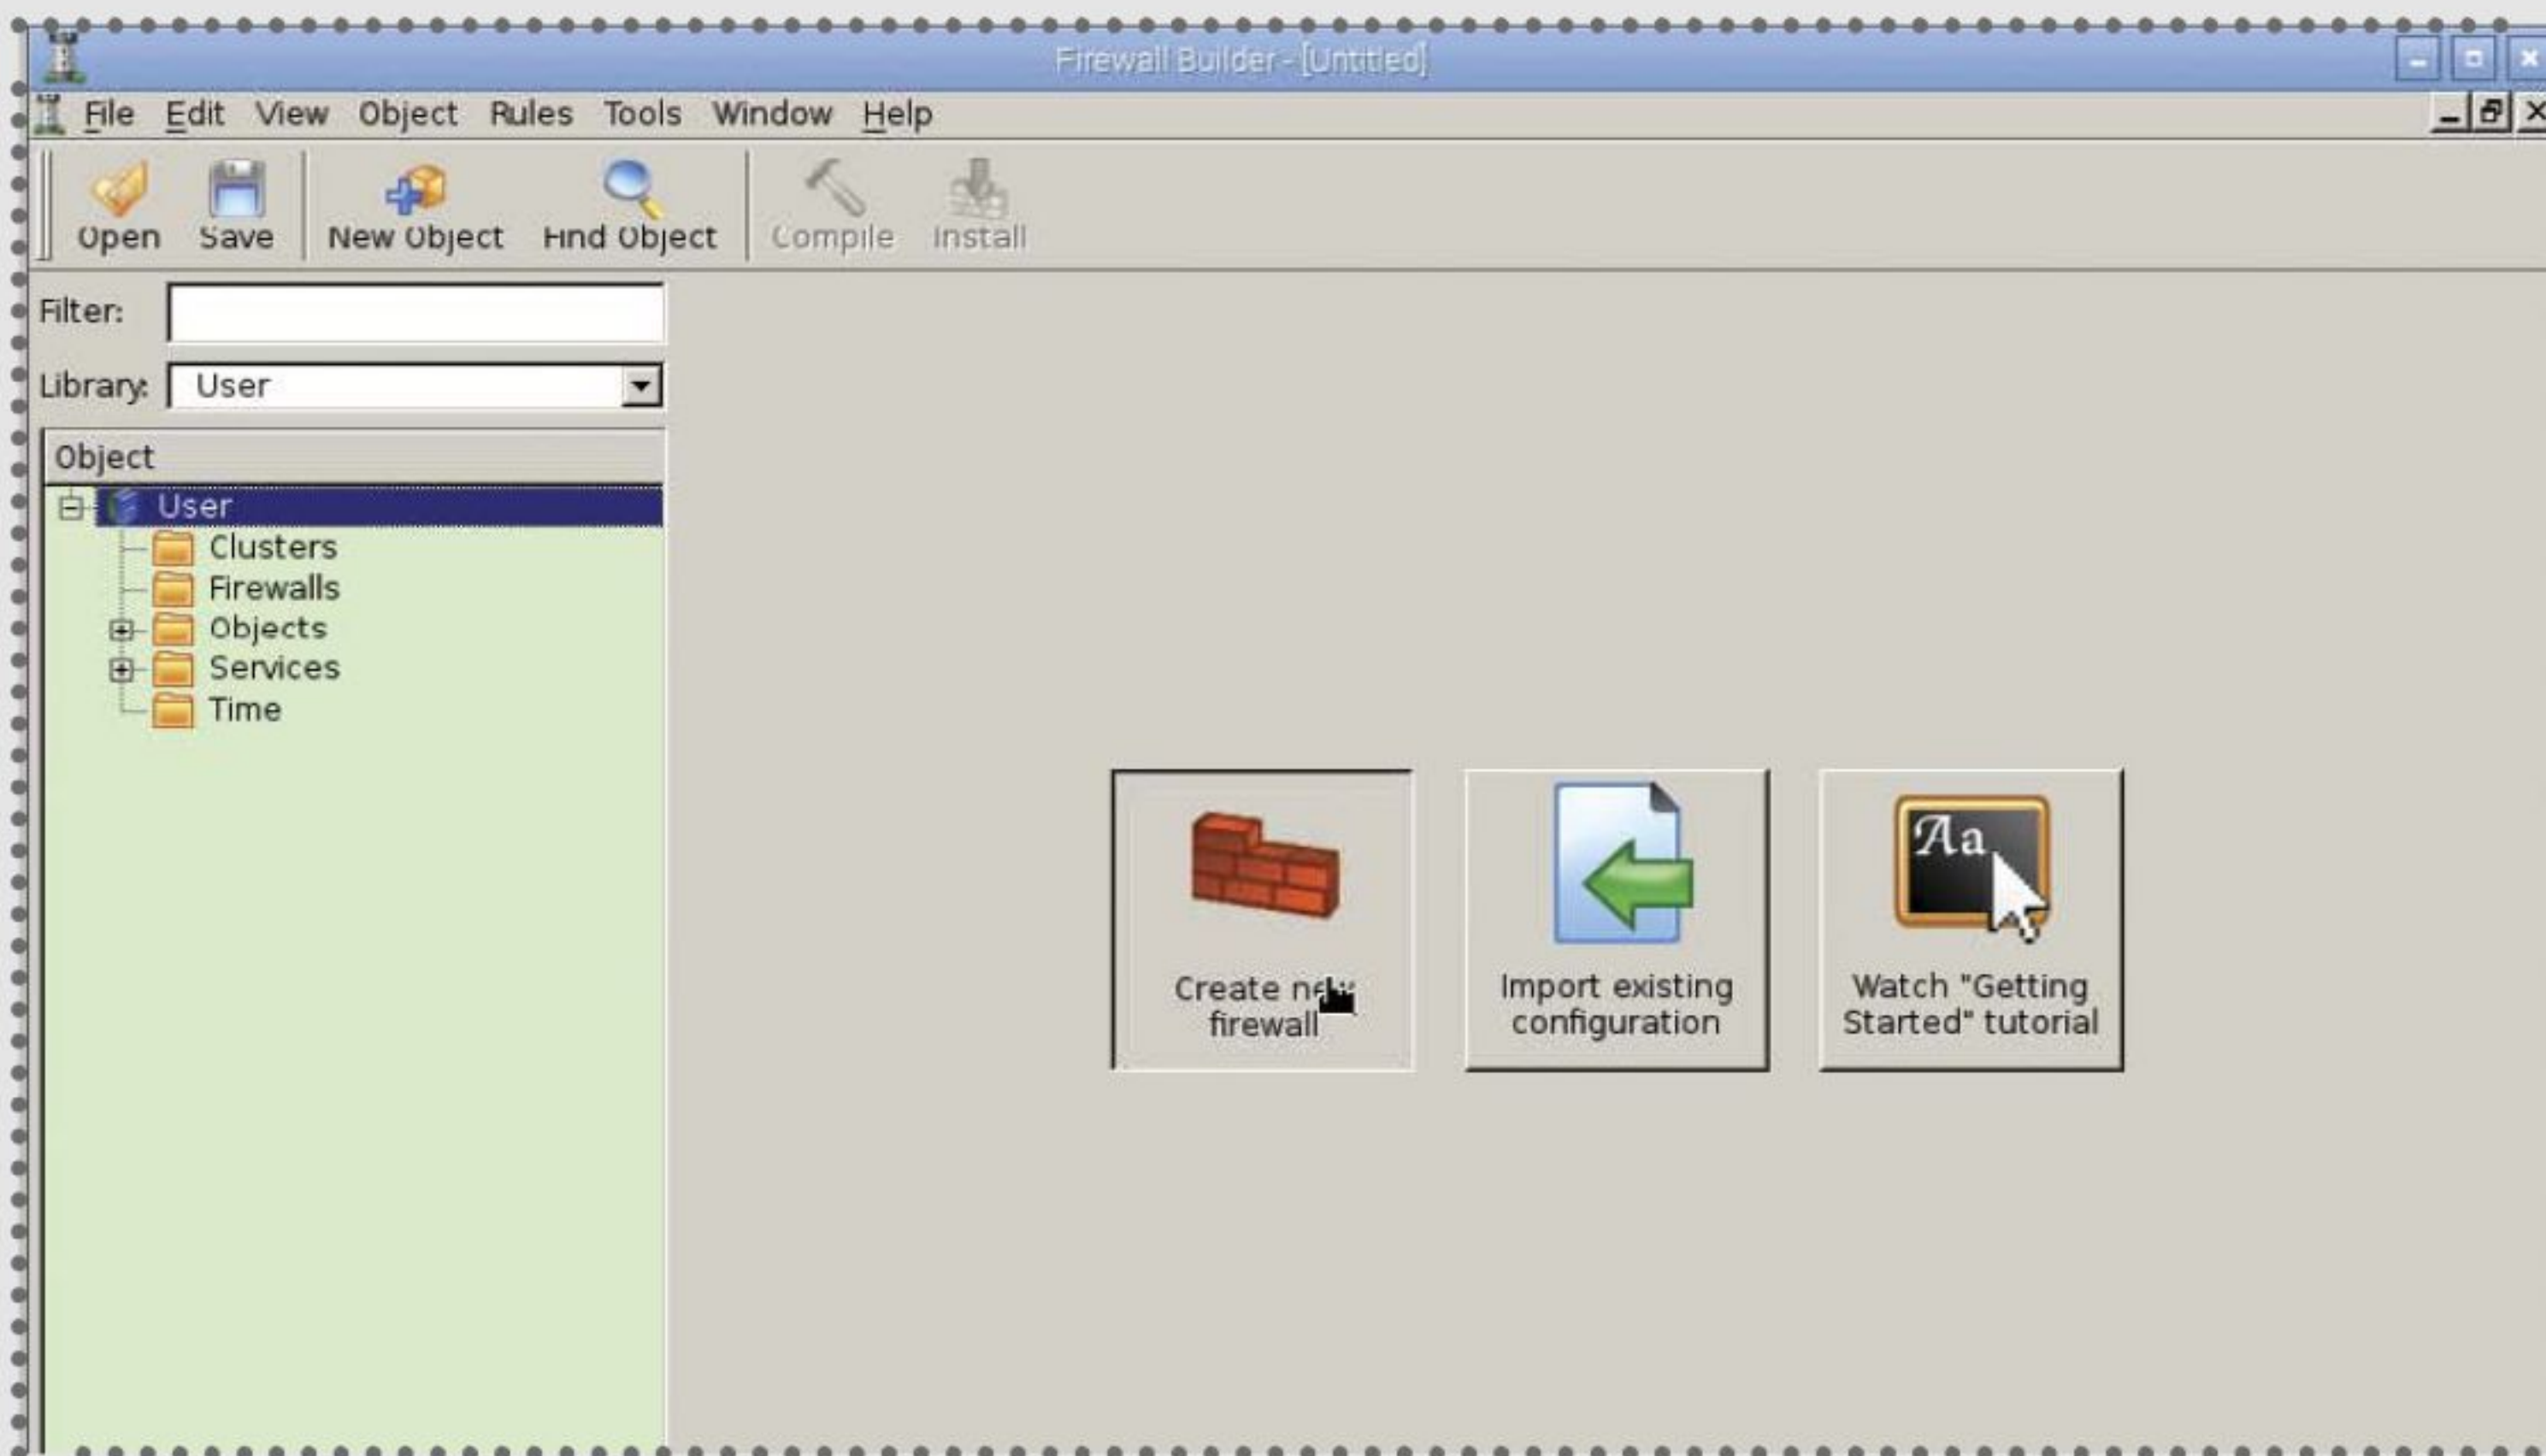 Firewall Builder - [Untitled]
File Edit View Object Rules Tools Window Help
Open Save New Object Find Object Compile Install
Filter:
Library: User
Object
User
Clusters
Firewalls
Objects
Services
Time
Aa
Create new
firewall
Import existing
configuration
Watch "Getting
Started" tutorial